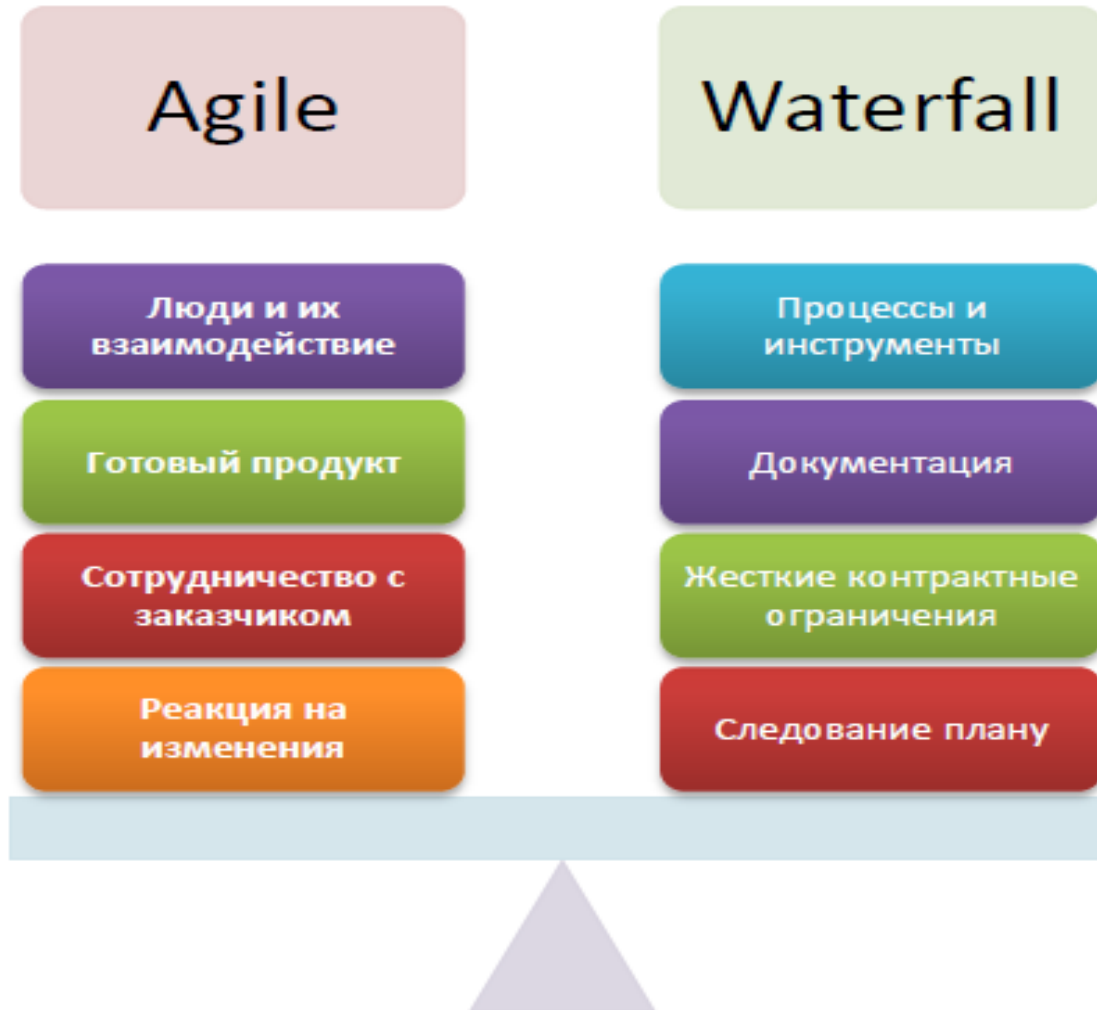 Agile
Waterfall
Люди и их
взаимодействие
Процессы и
инструменты
Готовый продукт
Документация
Сотрудничество с
заказчиком
Жесткие контрактные
ограничения
Реакция на
изменения
Следование плану